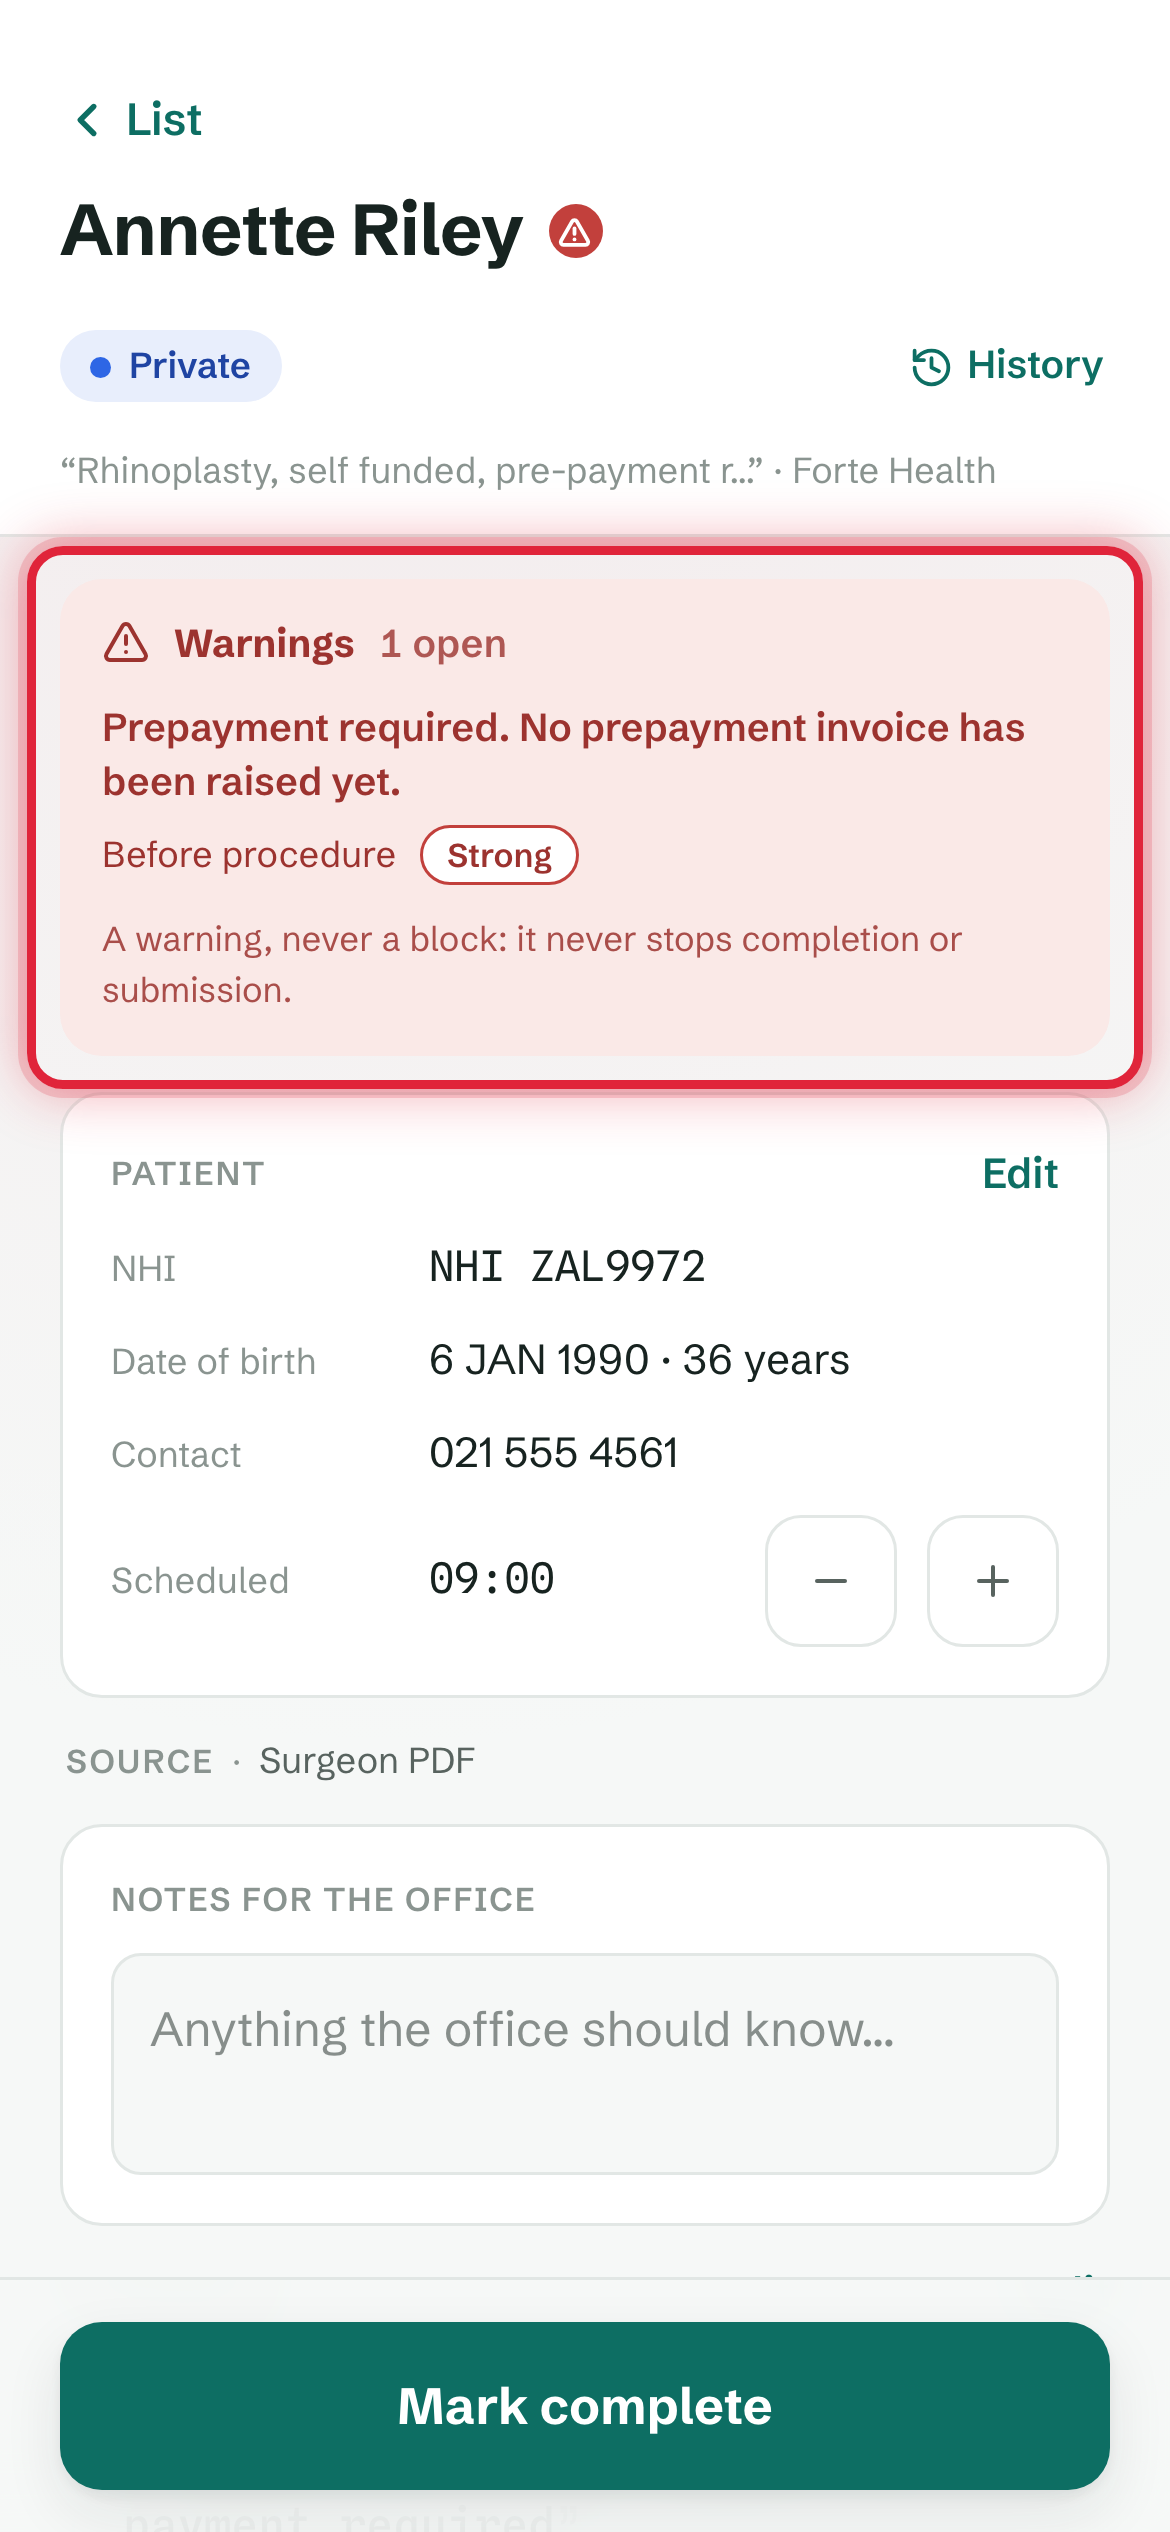 List
Annette Riley
Private
History
“Rhinoplasty, self funded, pre-payment r...” · Forte Health
Warnings 1 open
Prepayment required. No prepayment invoice has
been raised yet.
Before procedure Strong
A warning, never a block: it never stops completion or
submission.
PATIENT
Edit
NHI NHI ZAL9972
Date of birth 6 JAN 1990 · 36 years
Contact 021 555 4561
Scheduled 09:00
SOURCE · Surgeon PDF
NOTES FOR THE OFFICE
Anything the office should know...
Mark complete
payment required”